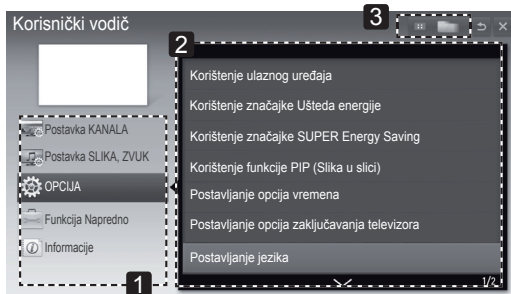 Korisnički vodič
3
2
Korištenje ulaznog uređaja
Korištenje značajke Ušteda energije
Korištenje značajke SUPER Energy Saving
Korištenje funkcije PIP (Slika u slici)
Postavljanje opcija vremena
Postavljanje opcija zaključavanja televizora
Postavljanje jezika
1/2
Postavka KANALA
Postavka SLIKA, ZVUK
OPCIJA
Funkcija Napredno
Informacije
1